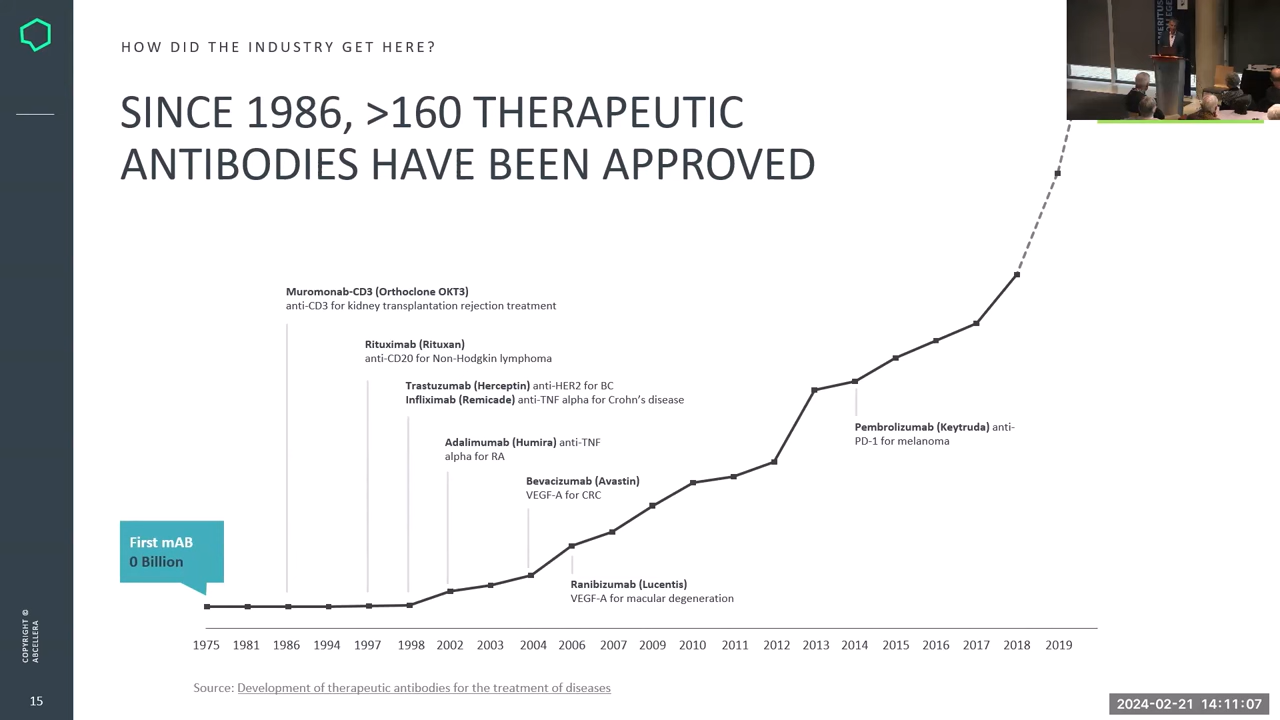 HOW DID THE INDUSTRY GET HERE?
SINCE 1986, >160 THERAPEUTIC
ANTIBODIES HAVE BEEN APPROVED
Muromonab-CD3 (Orthoclone OKT3)
anti-CD3 for kidney transplantation rejection treatment
Rituximab (Rituxan)
anti-CD20 for Non-Hodgkin lymphoma
Trastuzumab (Herceptin) anti-HER2 for BC
Infliximab (Remicade) anti-TNF alpha for Crohn's disease
Adalimumab (Humira) anti-TNF
alpha for RA
Bevacizumab (Avastin)
VEGF-A for CRC
Pembrolizumab (Keytruda) anti-
PD-1 for melanoma
First mAB
0 Billion
Ranibizumab (Lucentis)
VEGF-A for macular degeneration
1975 1981 1986 1994 1997 1998 2002 2003 2004 2006 2007 2009 2010 2011 2012 2013 2014 2015 2016 2017 2018 2019
Source: Development of therapeutic antibodies for the treatment of diseases
COPYRIGHT ©
ABCELLERA
15
2024-02-21 14:11:07